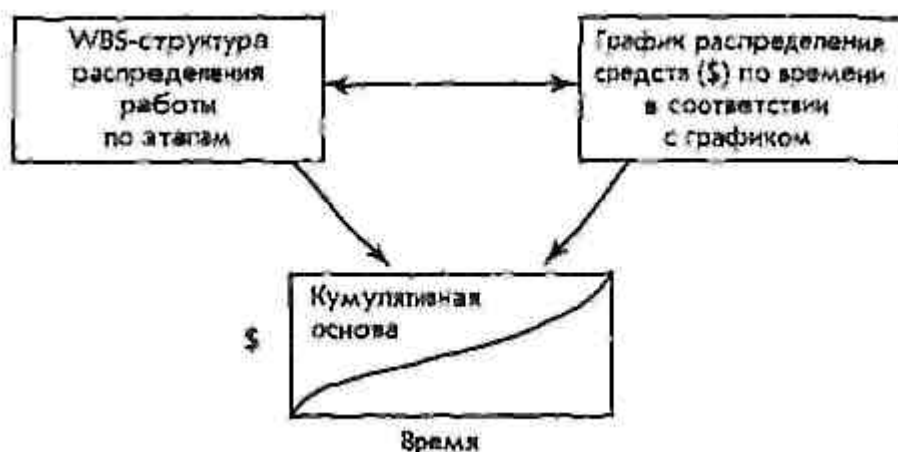 WBS-структура
распределения
работы
по этапам
График распределения
средств ($) по времени
в соответствии
с графиком
Кумулятивная
основа
$
Время